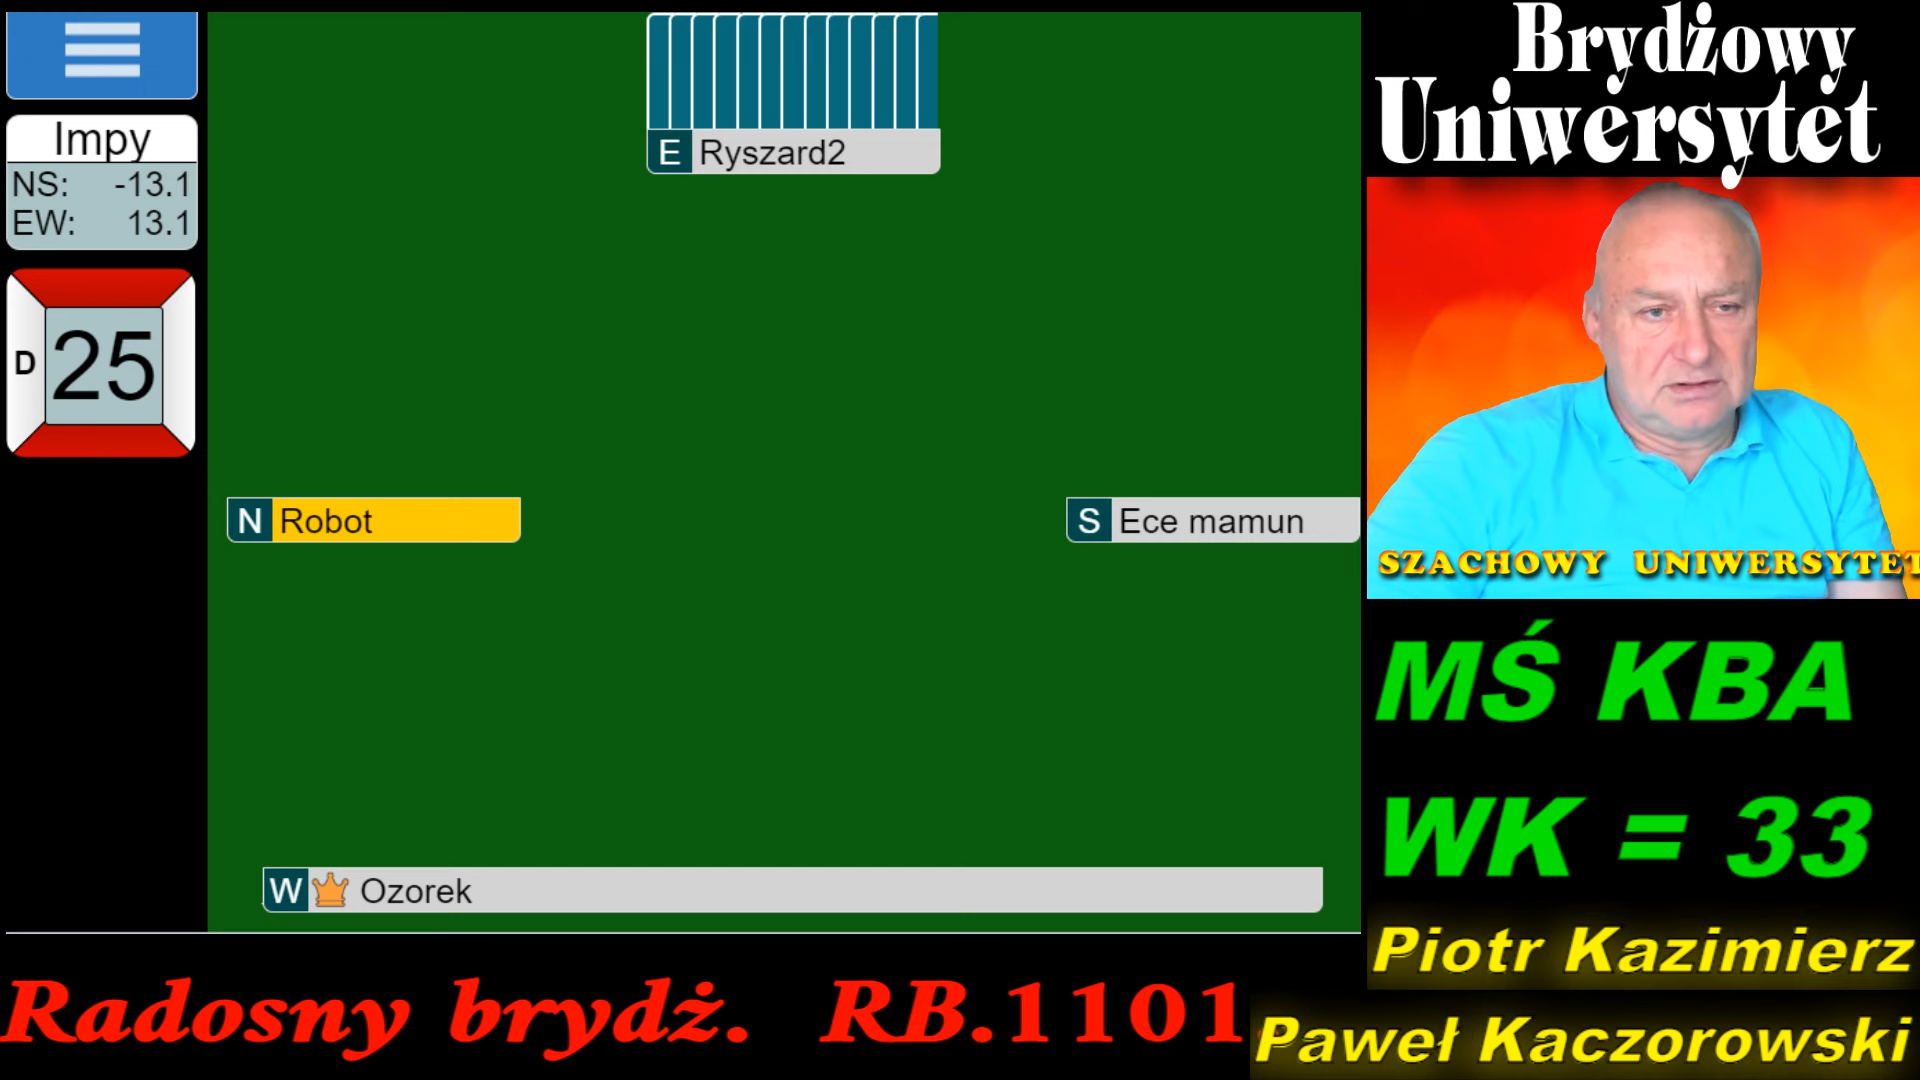 Impy
NS: -13.1
EW: 13.1
D 25
E Ryszard2
N Robot
S Ece mamun
W Ozorek
Brydżowy
Uniwersytet
SZACHOWY UNIWERSYTET
MŚ KBA
WK = 33
Piotr Kazimierz
Paweł Kaczorowski
Radosny brydż. RB.1101